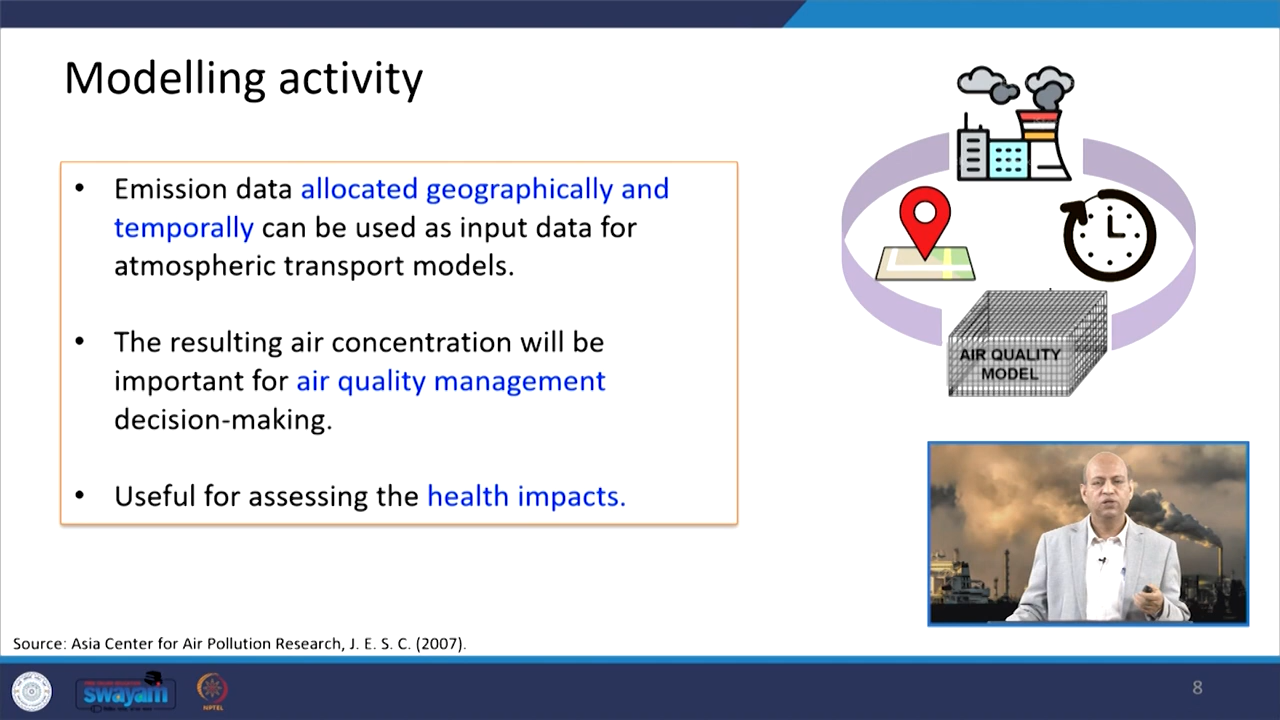 Modelling activity
• Emission data allocated geographically and
temporally can be used as input data for
atmospheric transport models.
• The resulting air concentration will be
important for air quality management
decision-making.
• Useful for assessing the health impacts.
AIR QUALITY
MODEL
Source: Asia Center for Air Pollution Research, J. E. S. C. (2007).
swayam
NPTEL
8